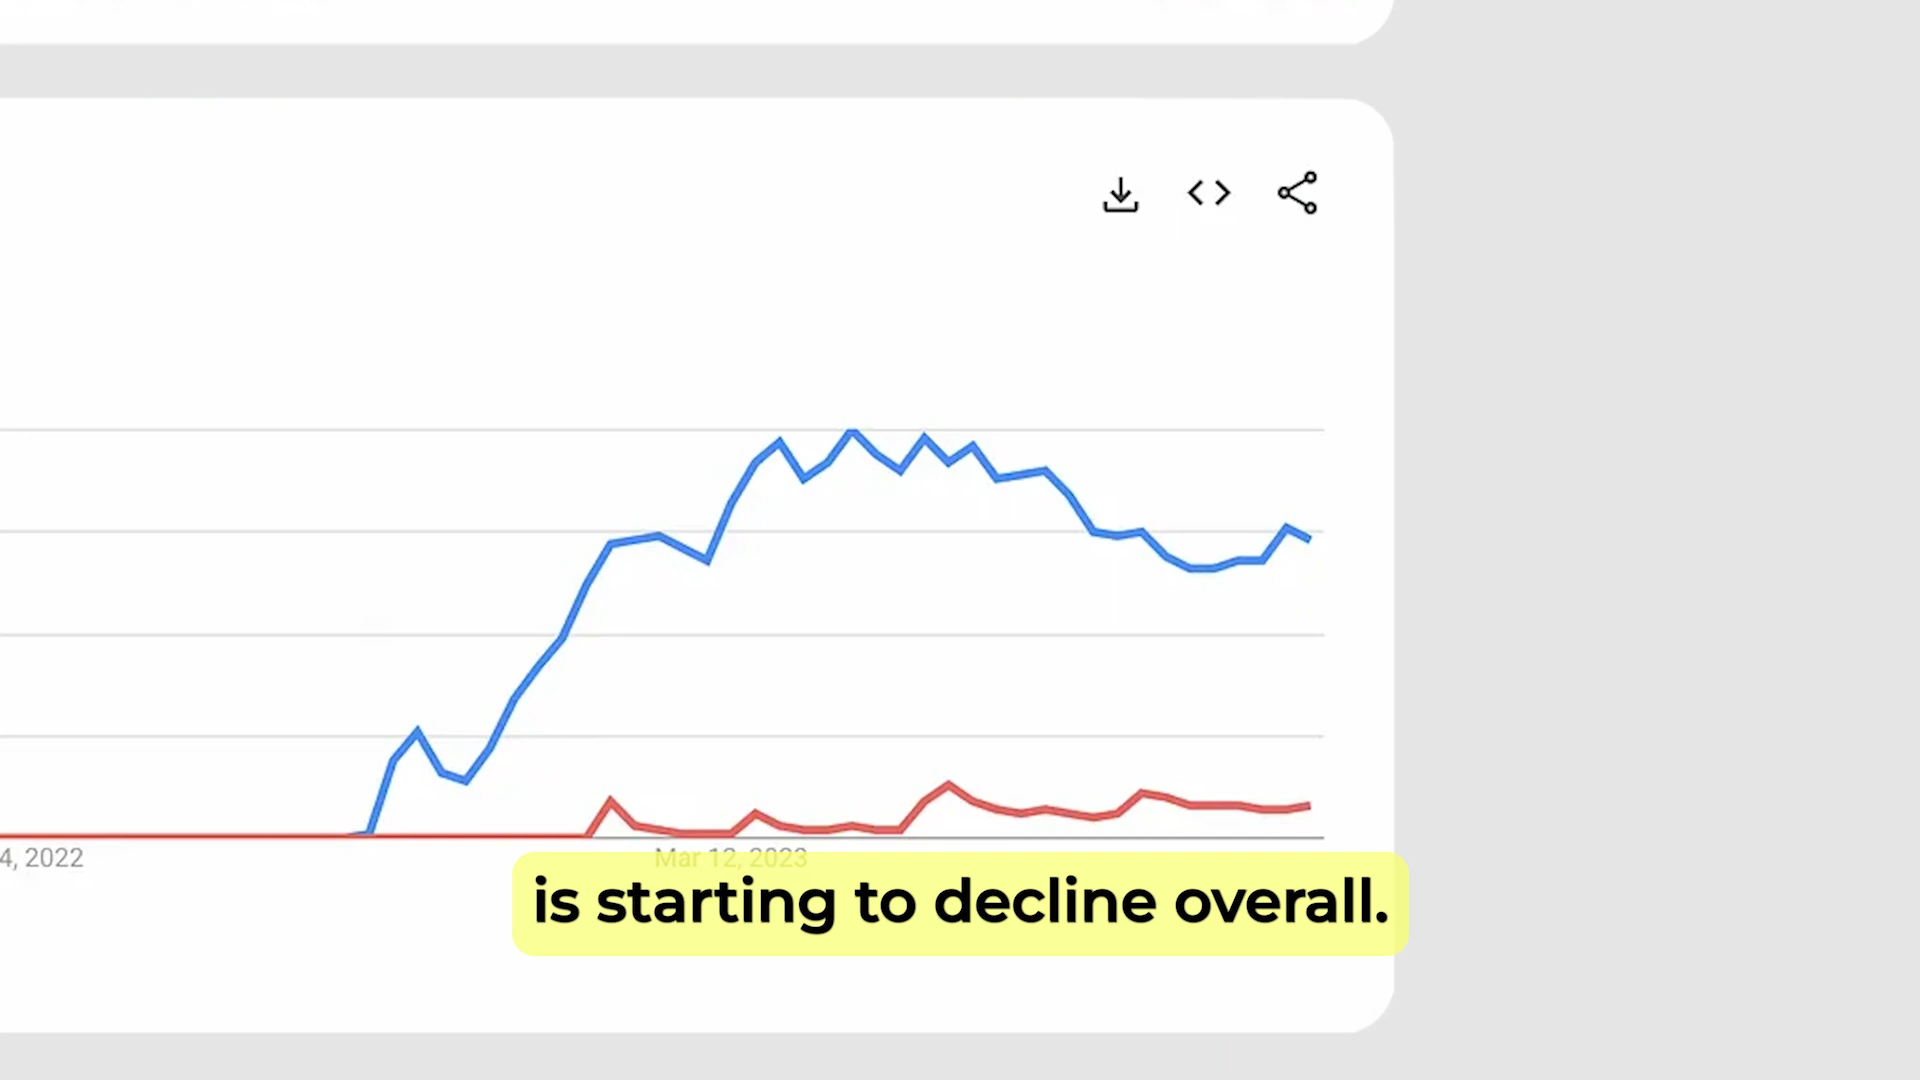 4, 2022
Mar 12, 2023
is starting to decline overall.